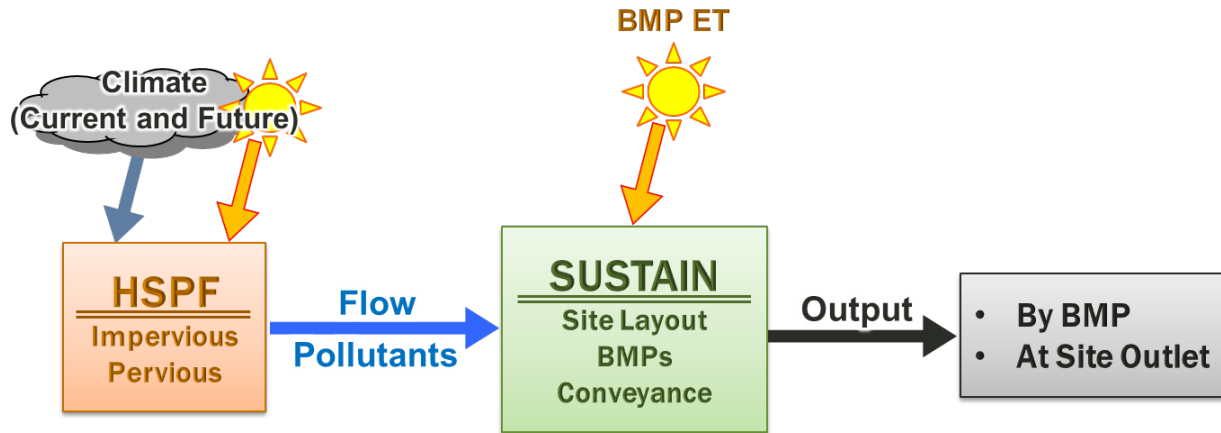 BMP ET
Climate
(Current and Future)
HSPF
Impervious
Pervious
Flow
Pollutants
SUSTAIN
Site Layout
BMPs
Conveyance
Output
• By BMP
• At Site Outlet